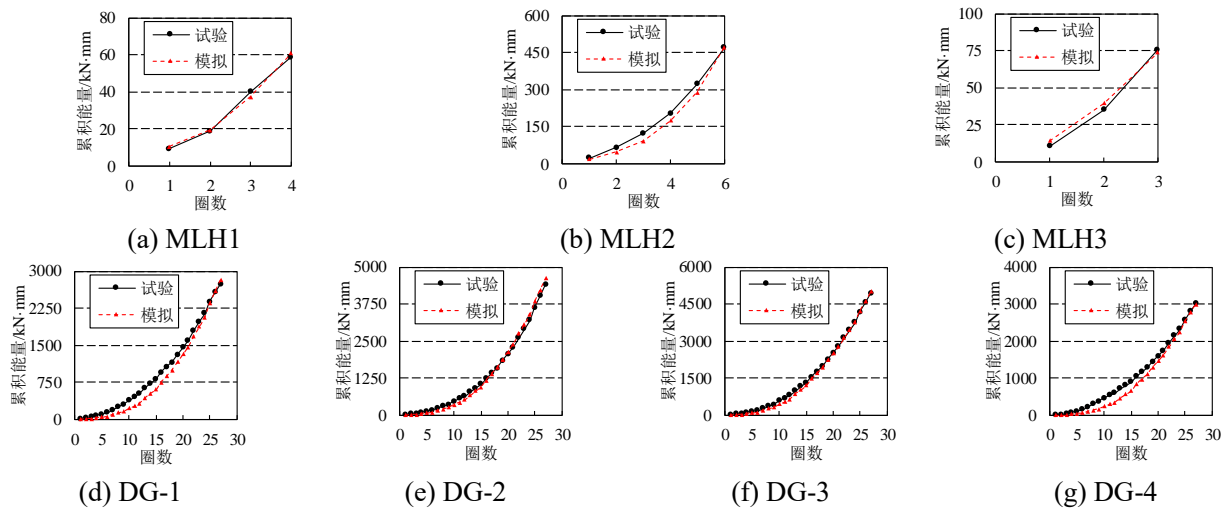 累积能量/kN·mm
80
60
40
20
0
试验
模拟
0 1 2 3 4
圈数
(a) MLH1
累积能量/kN·mm
600
450
300
150
0
试验
模拟
0 2 4 6
圈数
(b) MLH2
累积能量/kN·mm
100
75
50
25
0
试验
模拟
0 1 2 3
圈数
(c) MLH3
累积能量/kN·mm
3000
2250
1500
750
0
试验
模拟
0 5 10 15 20 25 30
圈数
(d) DG-1
累积能量/kN·mm
5000
3750
2500
1250
0
试验
模拟
0 5 10 15 20 25 30
圈数
(e) DG-2
累积能量/kN·mm
6000
4500
3000
1500
0
试验
模拟
0 5 10 15 20 25 30
圈数
(f) DG-3
累积能量/kN·mm
4000
3000
2000
1000
0
试验
模拟
0 5 10 15 20 25 30
圈数
(g) DG-4